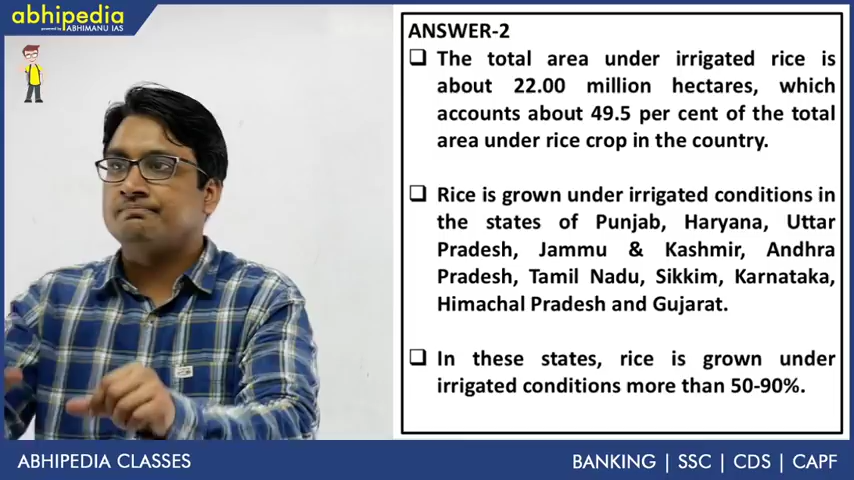 abhipedia
powered by ABHIMANU IAS
ANSWER-2
❑ The total area under irrigated rice is
about 22.00 million hectares, which
accounts about 49.5 per cent of the total
area under rice crop in the country.
❑ Rice is grown under irrigated conditions in
the states of Punjab, Haryana, Uttar
Pradesh, Jammu & Kashmir, Andhra
Pradesh, Tamil Nadu, Sikkim, Karnataka,
Himachal Pradesh and Gujarat.
❑ In these states, rice is grown under
irrigated conditions more than 50-90%.
ABHIPEDIA CLASSES
BANKING | SSC | CDS | CAPF